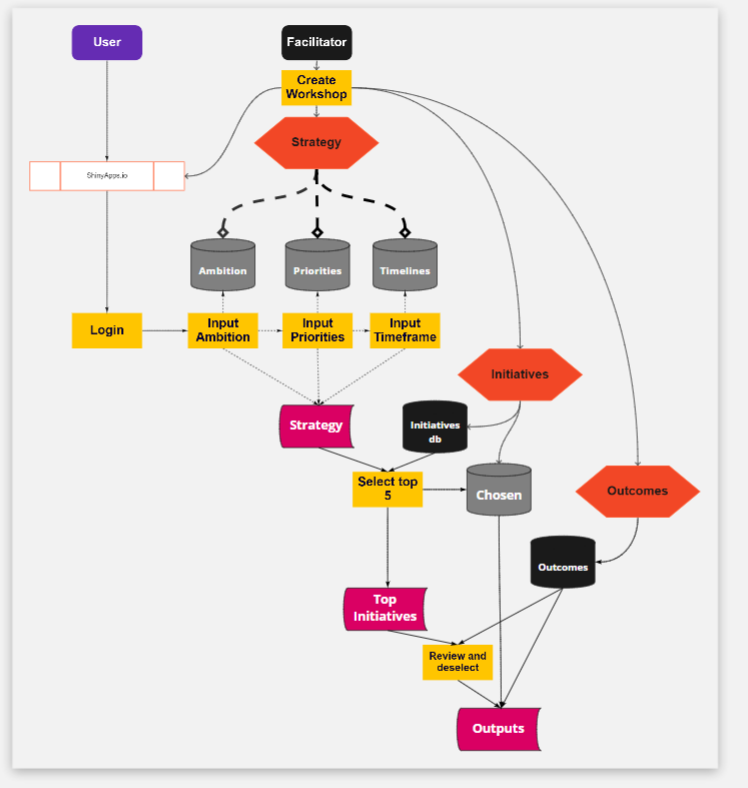 User
Facilitator
Create
Workshop
Strategy
ShinyApps.io
Ambition
Priorities
Timelines
Login
Input
Ambition
Input
Priorities
Input
Timeframe
Initiatives
Strategy
Initiatives
db
Select top
5
Chosen
Outcomes
Outcomes
Top
Initiatives
Review and
deselect
Outputs